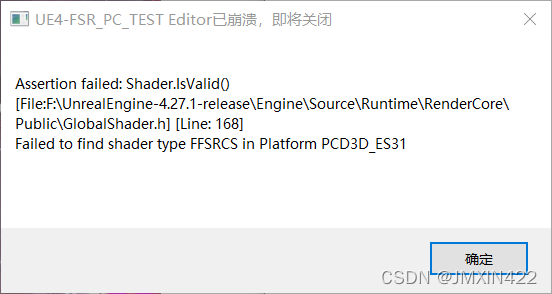 UE4-FSR_PC_TEST Editor已崩溃，即将关闭
Assertion failed: Shader.IsValid()
[File:F:\UnrealEngine-4.27.1-release\Engine\Source\Runtime\RenderCore\
Public\GlobalShader.h] [Line: 168]
Failed to find shader type FFSRCS in Platform PCD3D_ES31
确定
CSDN @JMXIN422